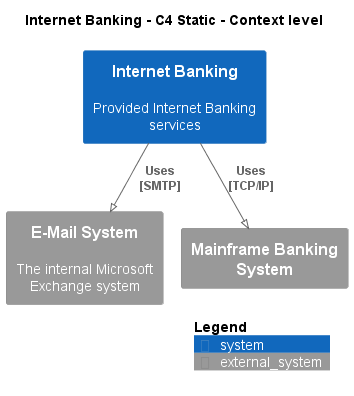 Internet Banking - C4 Static - Context level
Internet Banking
Provided Internet Banking
services
Uses
[SMTP]
Uses
[TCP/IP]
E-Mail System
The internal Microsoft
Exchange system
Mainframe Banking
System
Legend
system
external_system